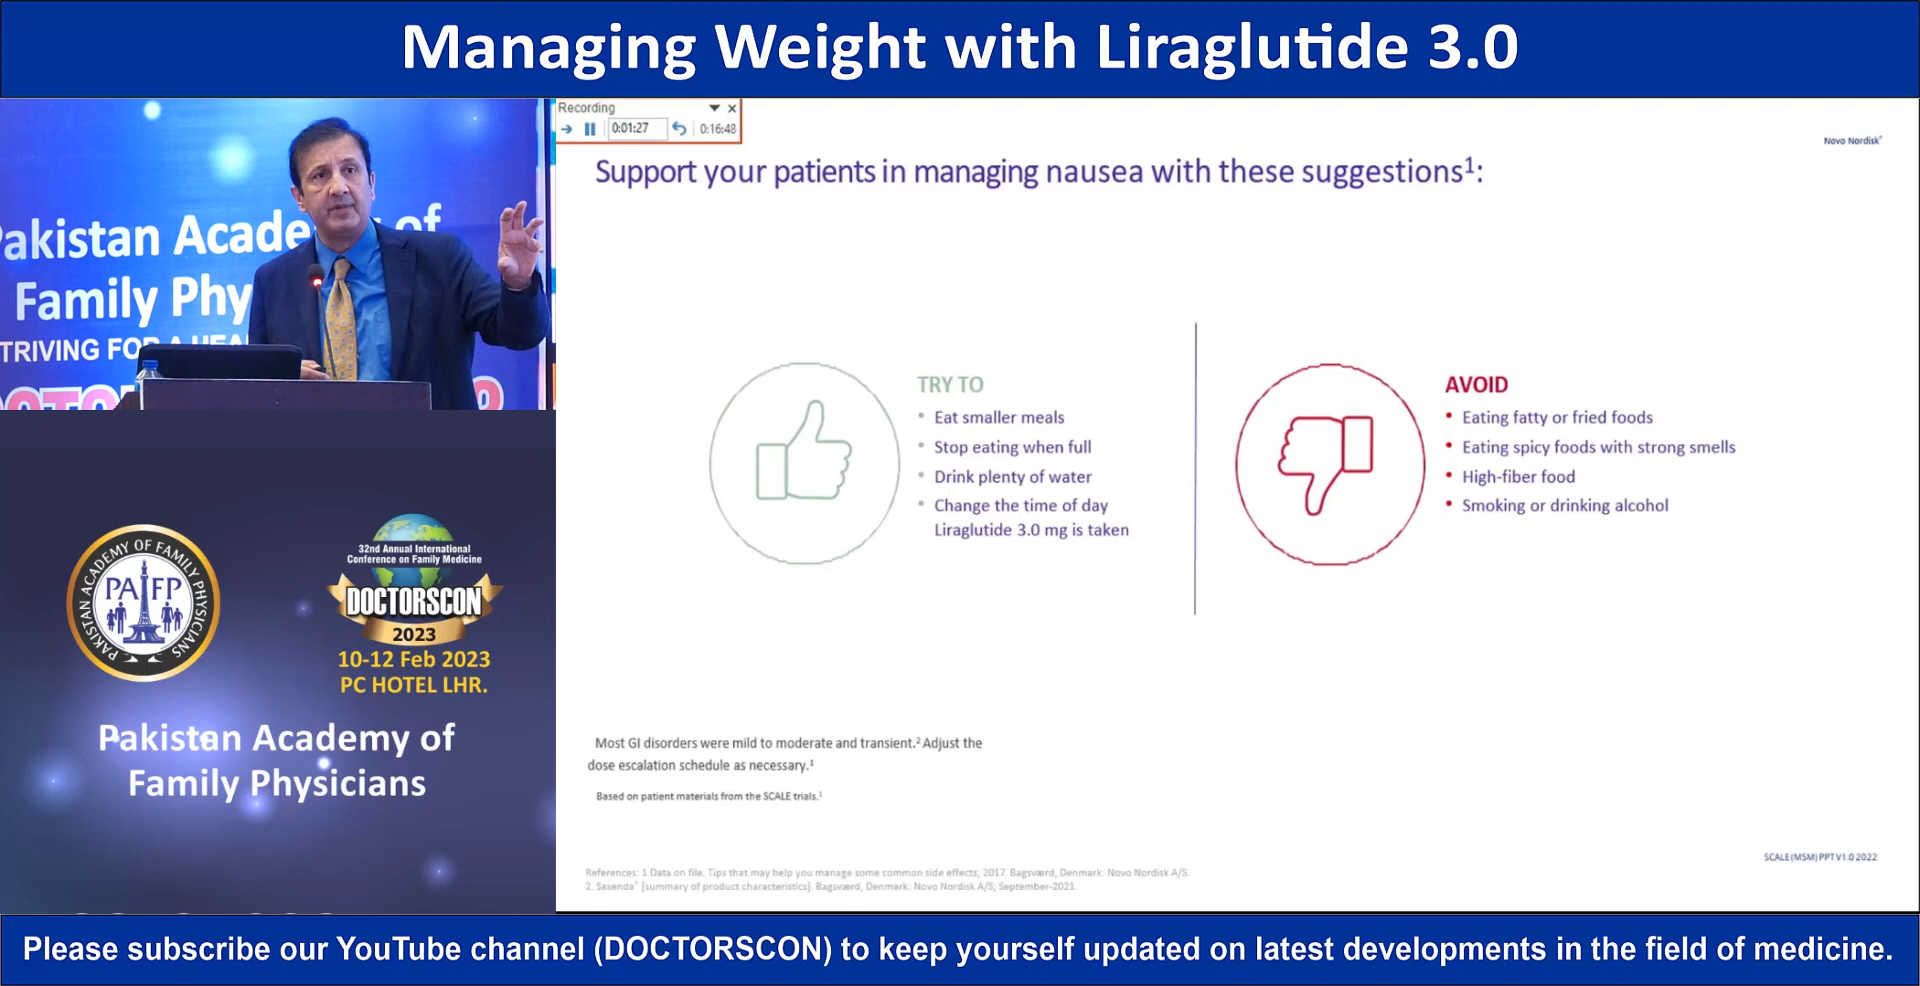 Managing Weight with Liraglutide 3.0
Pakistan Academy of
Family Phy
TRIVING FOR A HEA
Recording
0:01:27
0:16:48
Novo Nordisk®
Support your patients in managing nausea with these suggestions¹:
TRY TO
• Eat smaller meals
• Stop eating when full
• Drink plenty of water
• Change the time of day
Liraglutide 3.0 mg is taken
AVOID
• Eating fatty or fried foods
• Eating spicy foods with strong smells
• High-fiber food
• Smoking or drinking alcohol
Most GI disorders were mild to moderate and transient.² Adjust the
dose escalation schedule as necessary.¹
Based on patient materials from the SCALE trials.¹
SCALE (MSM) PPT V1.0 2022
References: 1.Data on file. Tips that may help you manage some common side effects; 2017. Bagsværd, Denmark: Novo Nordisk A/S.
2. Saxenda® [summary of product characteristics]. Bagsværd, Denmark: Novo Nordisk A/S; September-2021.
PAKISTAN ACADEMY OF FAMILY PHYSICIANS
PAFP
32nd Annual International
Conference on Family Medicine
DOCTORSCON
2023
10-12 Feb 2023
PC HOTEL LHR.
Pakistan Academy of
Family Physicians
Please subscribe our YouTube channel (DOCTORSCON) to keep yourself updated on latest developments in the field of medicine.